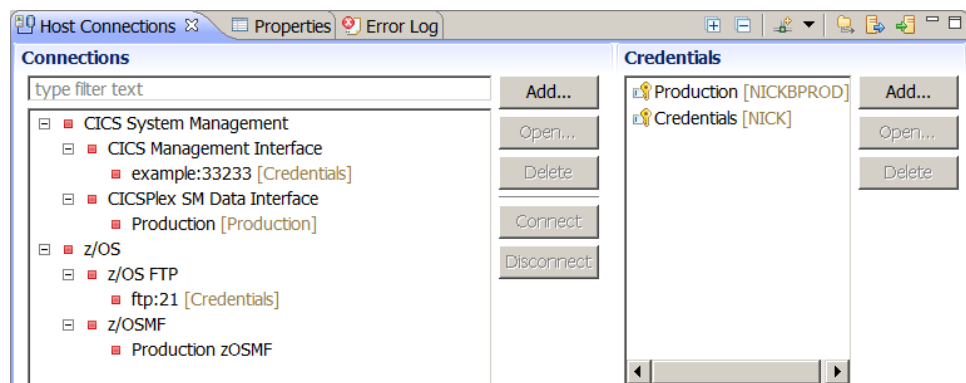 Host Connections Properties Error Log
Connections
type filter text
Add...
CICS System Management
Open...
CICS Management Interface
example:33233 [Credentials]
Delete
CICSPlex SM Data Interface
Production [Production]
Connect
z/OS
Disconnect
z/OS FTP
ftp:21 [Credentials]
z/OSMF
Production zOSMF
Credentials
Production [NICKBPROD]
Add...
Credentials [NICK]
Open...
Delete